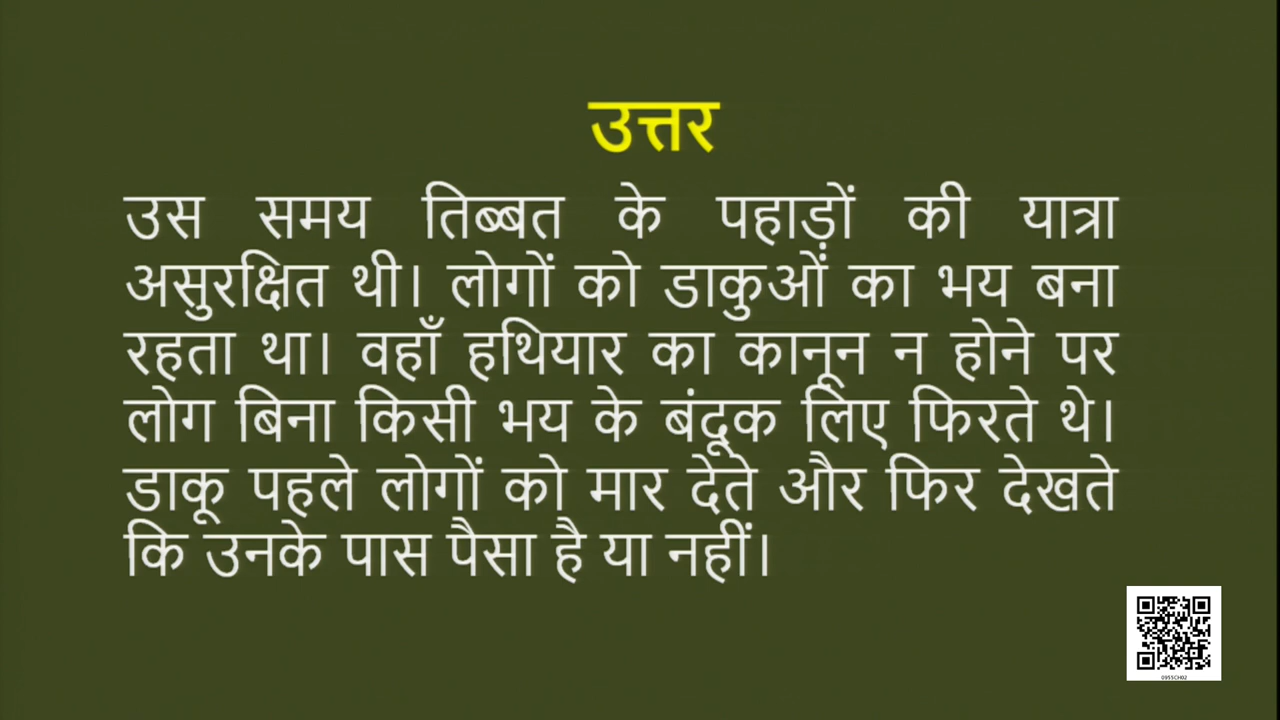 उत्तर
उस समय तिब्बत के पहाड़ों की यात्रा
असुरक्षित थी। लोगों को डाकुओं का भय बना
रहता था। वहाँ हथियार का कानून न होने पर
लोग बिना किसी भय के बंदूक लिए फिरते थे।
डाकू पहले लोगों को मार देते और फिर देखते
कि उनके पास पैसा है या नहीं।
0955CH02